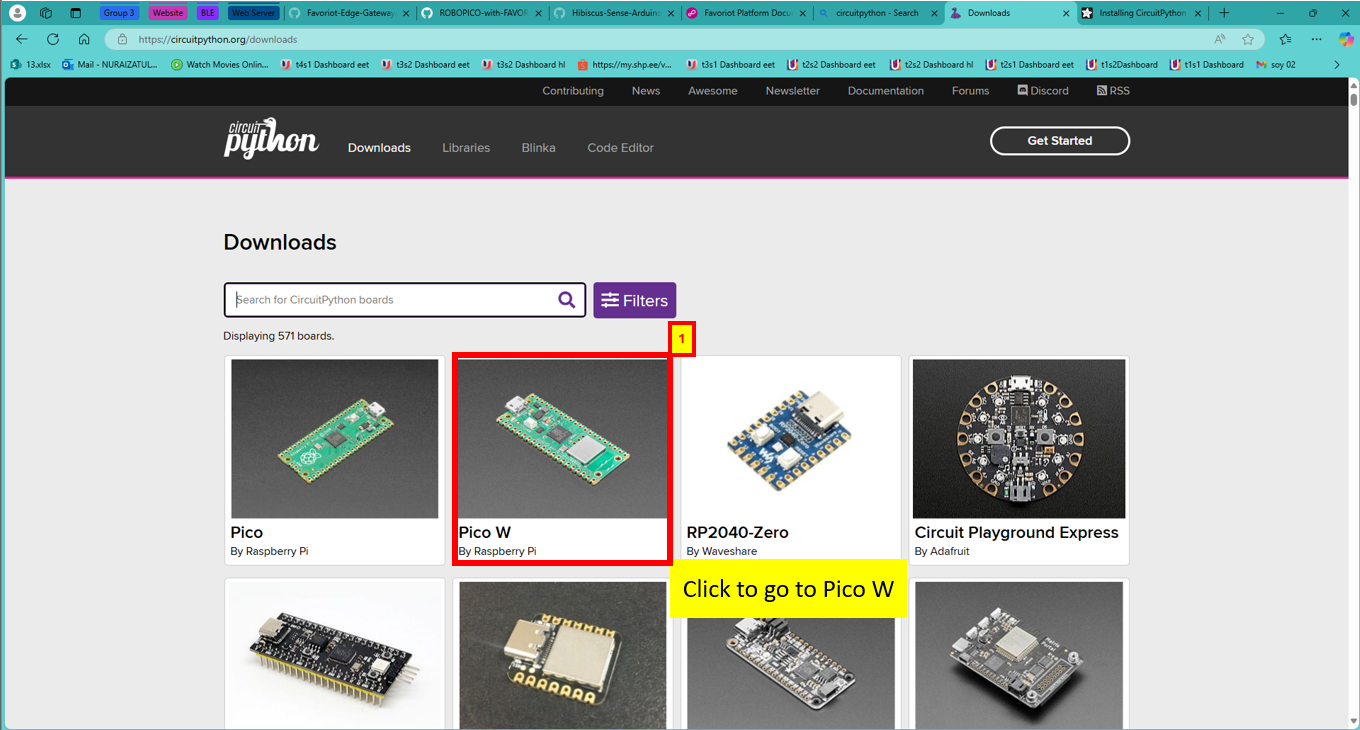 Group 3 Website BLE Web Server Favoriot-Edge-Gateway ROBOPICO-with-FAVOR Hibiscus-Sense-Arduino Favoriot Platform Docu circuitpython - Search Downloads Installing CircuitPython
https://circuitpython.org/downloads
13.xlsx Mail - NURAIZATUL... Watch Movies Onlin... t4s1 Dashboard eet t3s2 Dashboard eet t3s2 Dashboard hl https://my.shp.ee/v... t3s1 Dashboard eet t2s2 Dashboard eet t2s2 Dashboard hl t2s1 Dashboard eet t1s2Dashboard t1s1 Dashboard soy 02
Contributing News Awesome Newsletter Documentation Forums Discord RSS
circuit
python Downloads Libraries Blinka Code Editor Get Started
Downloads
Search for CircuitPython boards Filters
Displaying 571 boards.
1
Pico Pico W RP2040-Zero Circuit Playground Express
By Raspberry Pi By Raspberry Pi By Waveshare By Adafruit
Click to go to Pico W